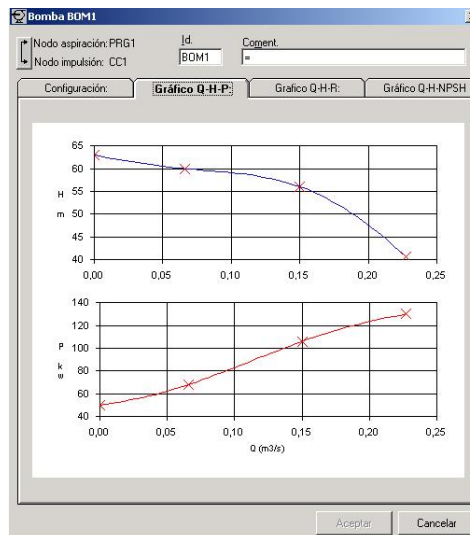 Bomba BOM1
Nodo aspiración: PRG1
Nodo impulsión: CC1
Id.
BOM1
Coment.
=
Configuración:
Gráfico Q-H-P:
Grafico Q-H-R:
Gráfico Q-H-NPSH
65
60
55
50
45
40
H
m
0,00
0,05
0,10
0,15
0,20
0,25
140
120
100
80
60
40
P
k
w
0,00
0,05
0,10
0,15
0,20
0,25
Q (m3/s)
Aceptar
Cancelar